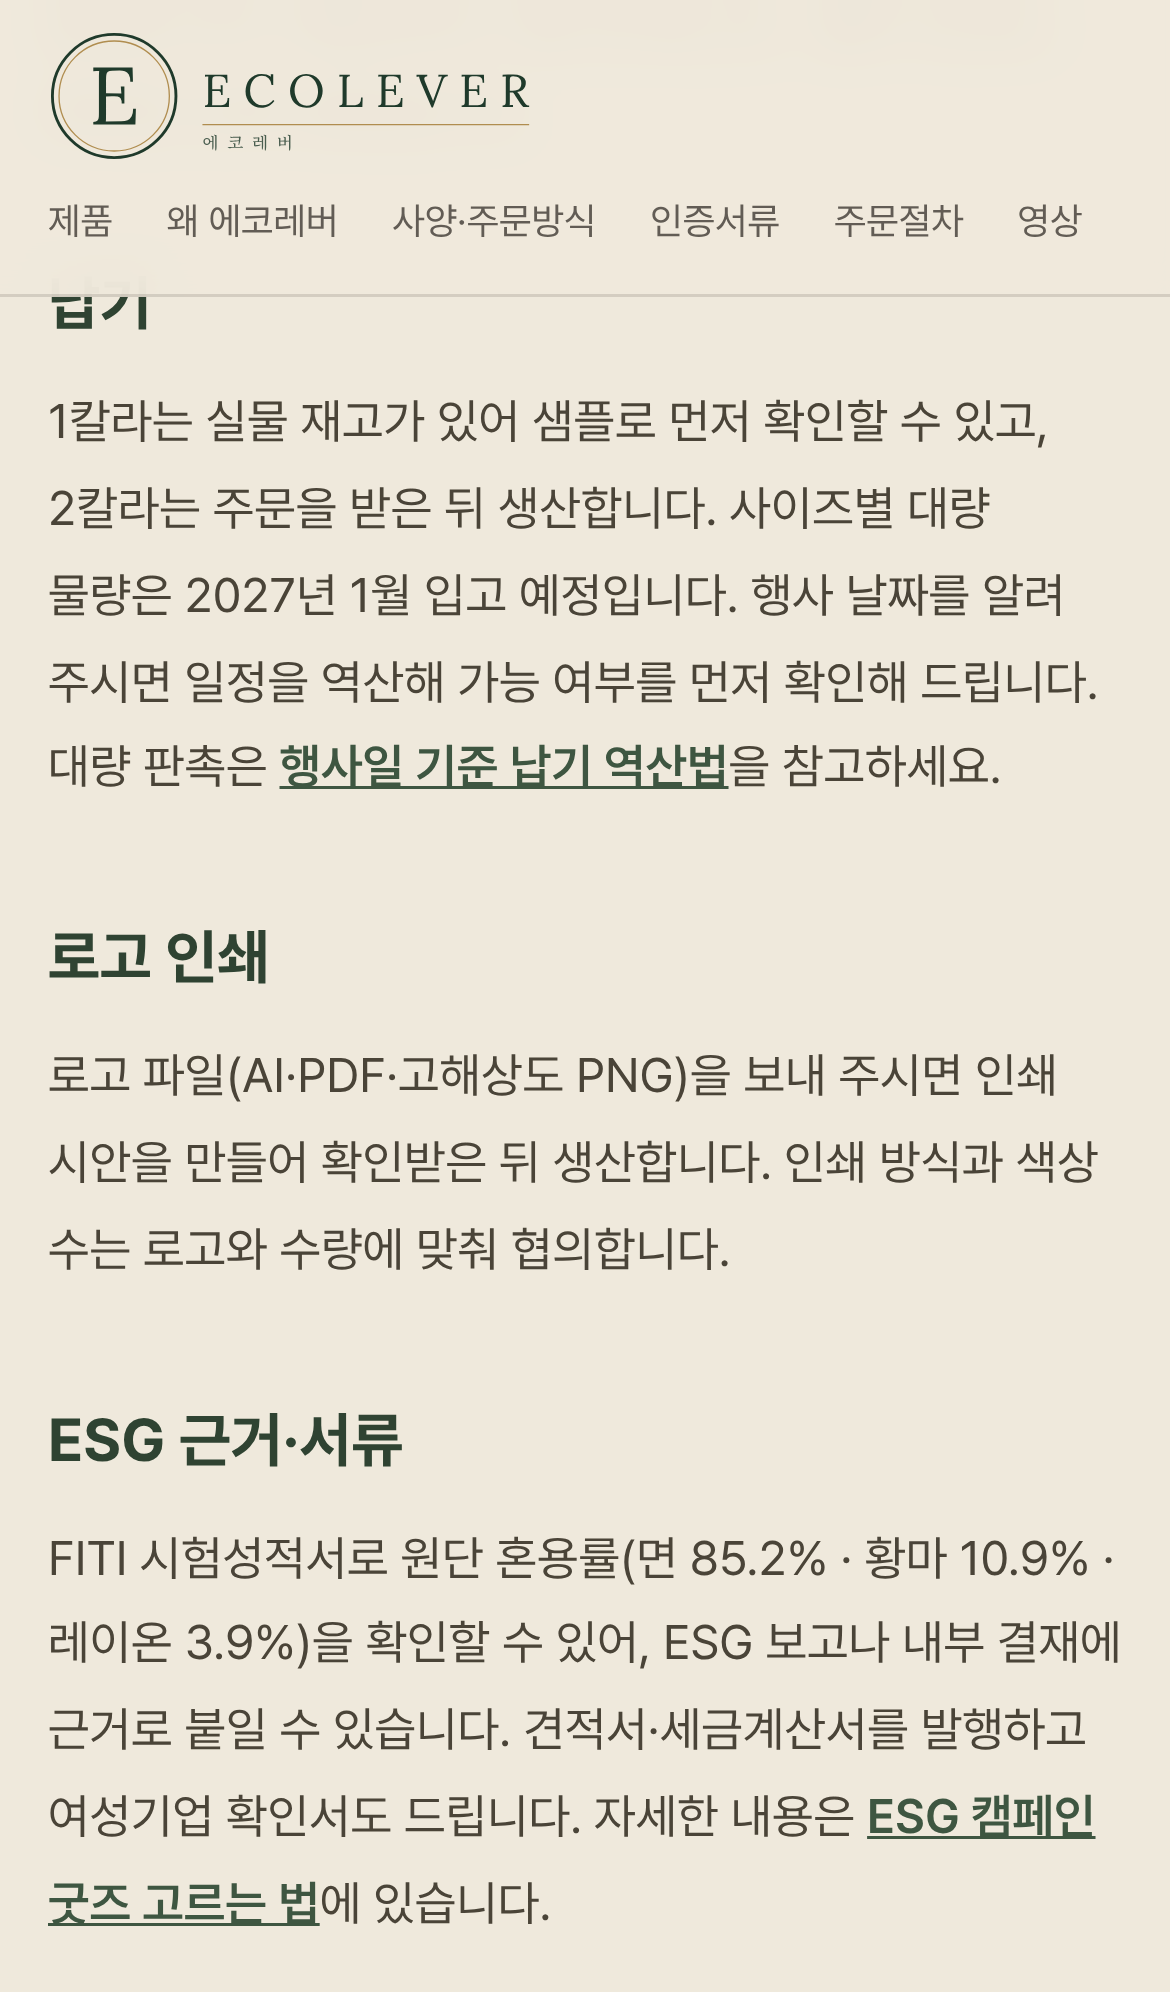 E
ECOLEVER
에코레버
제품 왜 에코레버 사양·주문방식 인증서류 주문절차 영상
납기
1칼라는 실물 재고가 있어 샘플로 먼저 확인할 수 있고,
2칼라는 주문을 받은 뒤 생산합니다. 사이즈별 대량
물량은 2027년 1월 입고 예정입니다. 행사 날짜를 알려
주시면 일정을 역산해 가능 여부를 먼저 확인해 드립니다.
대량 판촉은 행사일 기준 납기 역산법을 참고하세요.
로고 인쇄
로고 파일(AI·PDF·고해상도 PNG)을 보내 주시면 인쇄
시안을 만들어 확인받은 뒤 생산합니다. 인쇄 방식과 색상
수는 로고와 수량에 맞춰 협의합니다.
ESG 근거·서류
FITI 시험성적서로 원단 혼용률(면 85.2% · 황마 10.9% ·
레이온 3.9%)을 확인할 수 있어, ESG 보고나 내부 결재에
근거로 붙일 수 있습니다. 견적서·세금계산서를 발행하고
여성기업 확인서도 드립니다. 자세한 내용은 ESG 캠페인
굿즈 고르는 법에 있습니다.